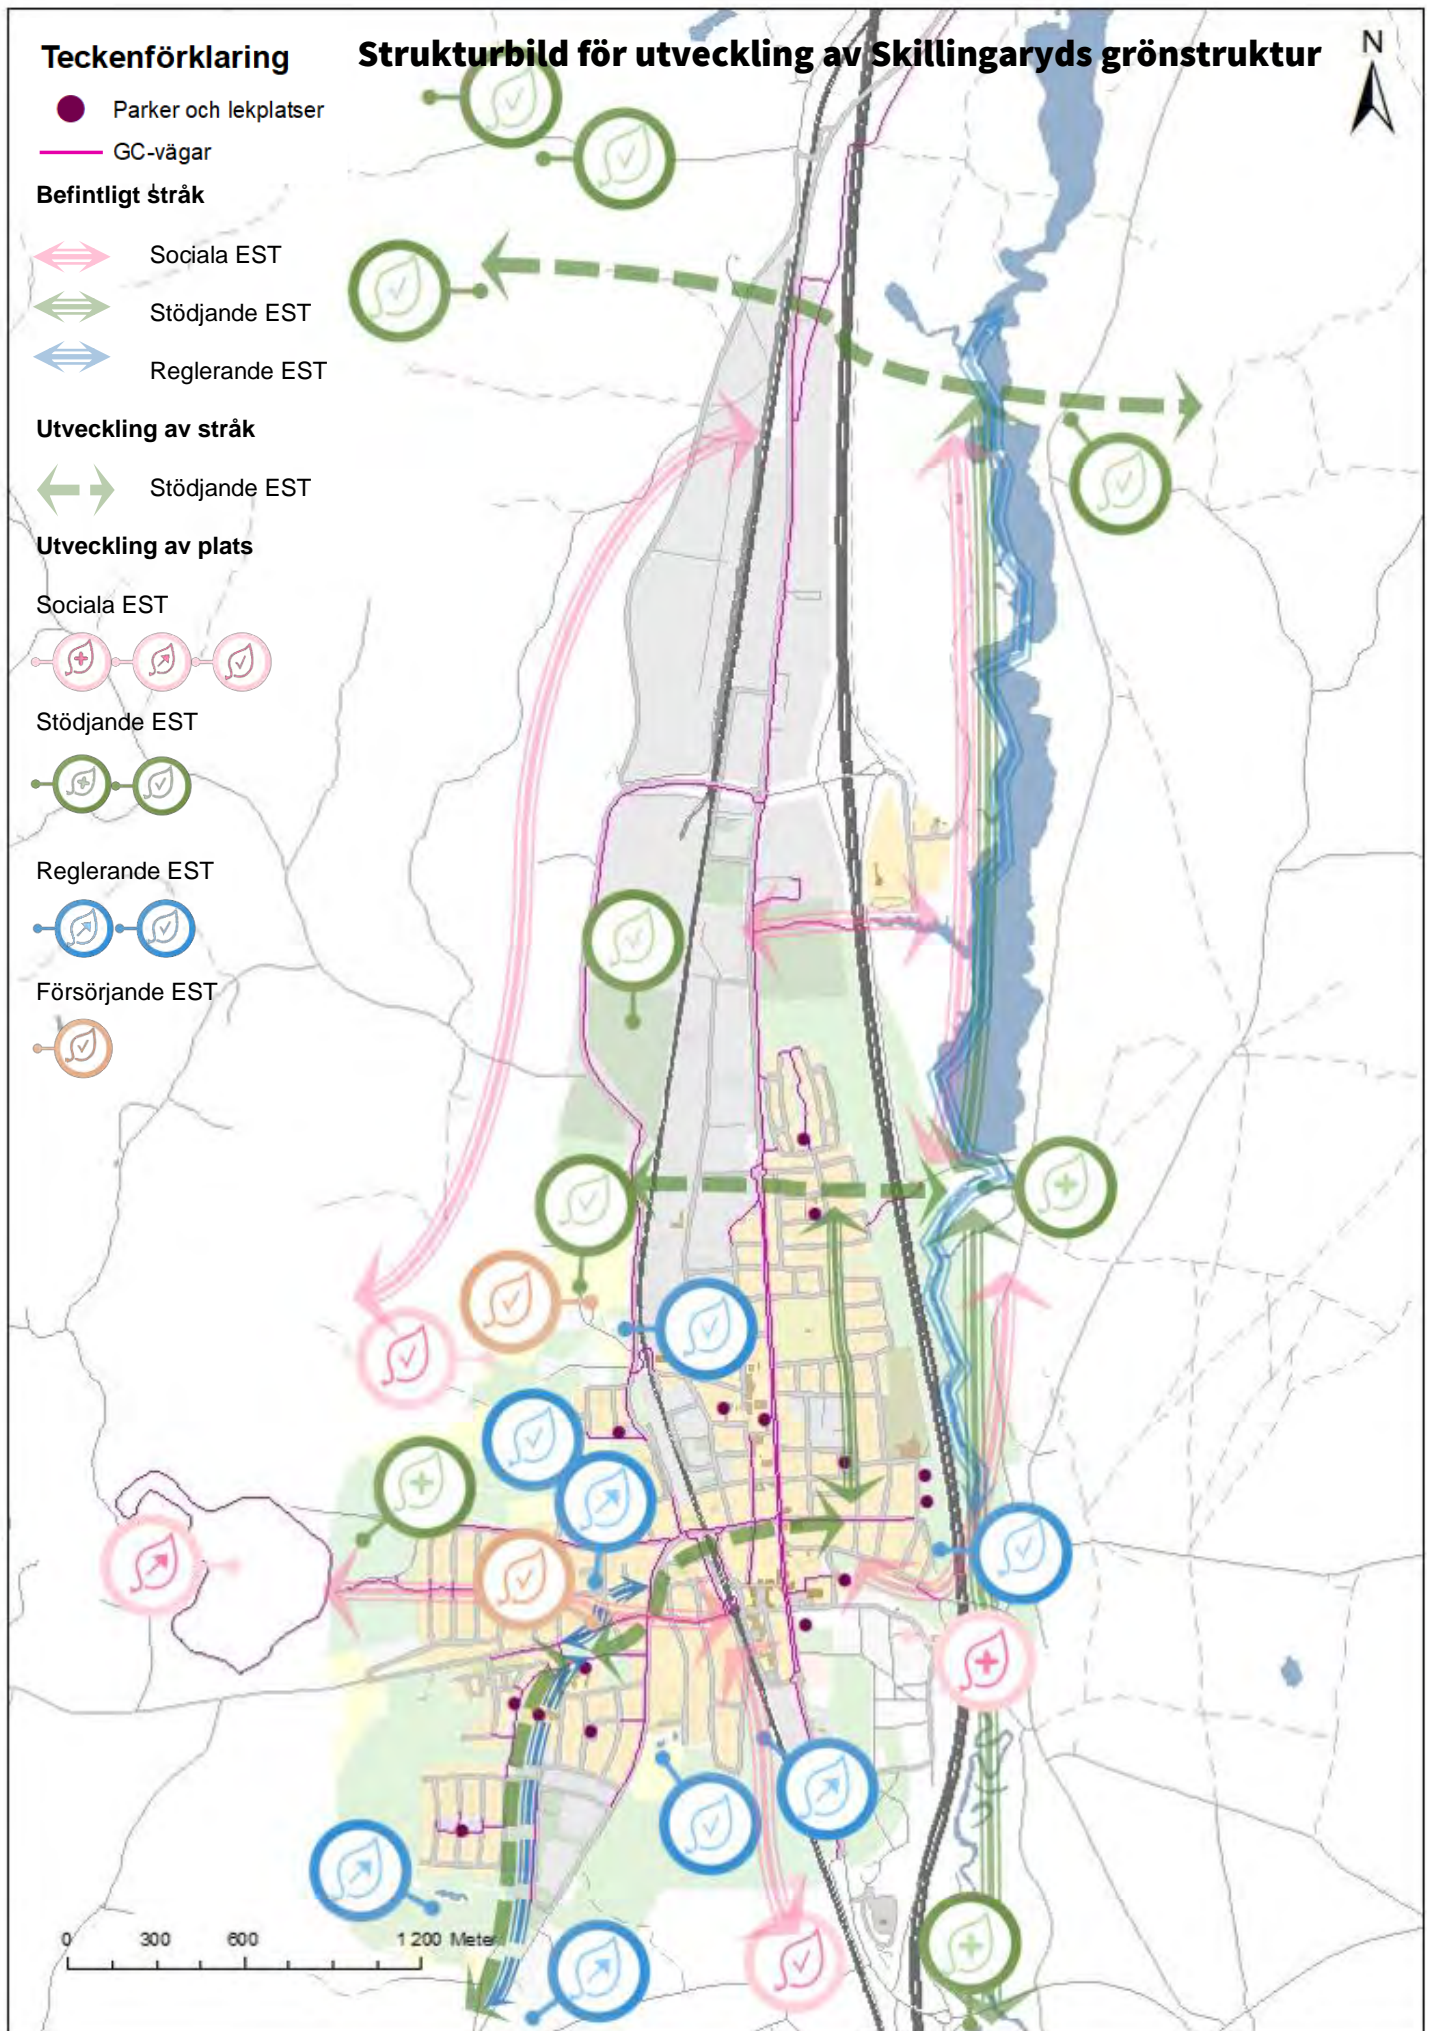 Teckenförklaring
Strukturbild för utveckling av Skillingaryds grönstruktur
N
Parker och lekplatser
GC-vägar
Befintligt stråk
Sociala EST
Stödjande EST
Reglerande EST
Utveckling av stråk
Stödjande EST
Utveckling av plats
Sociala EST
Stödjande EST
Reglerande EST
Försörjande EST
0 300 600 1 200 Meter